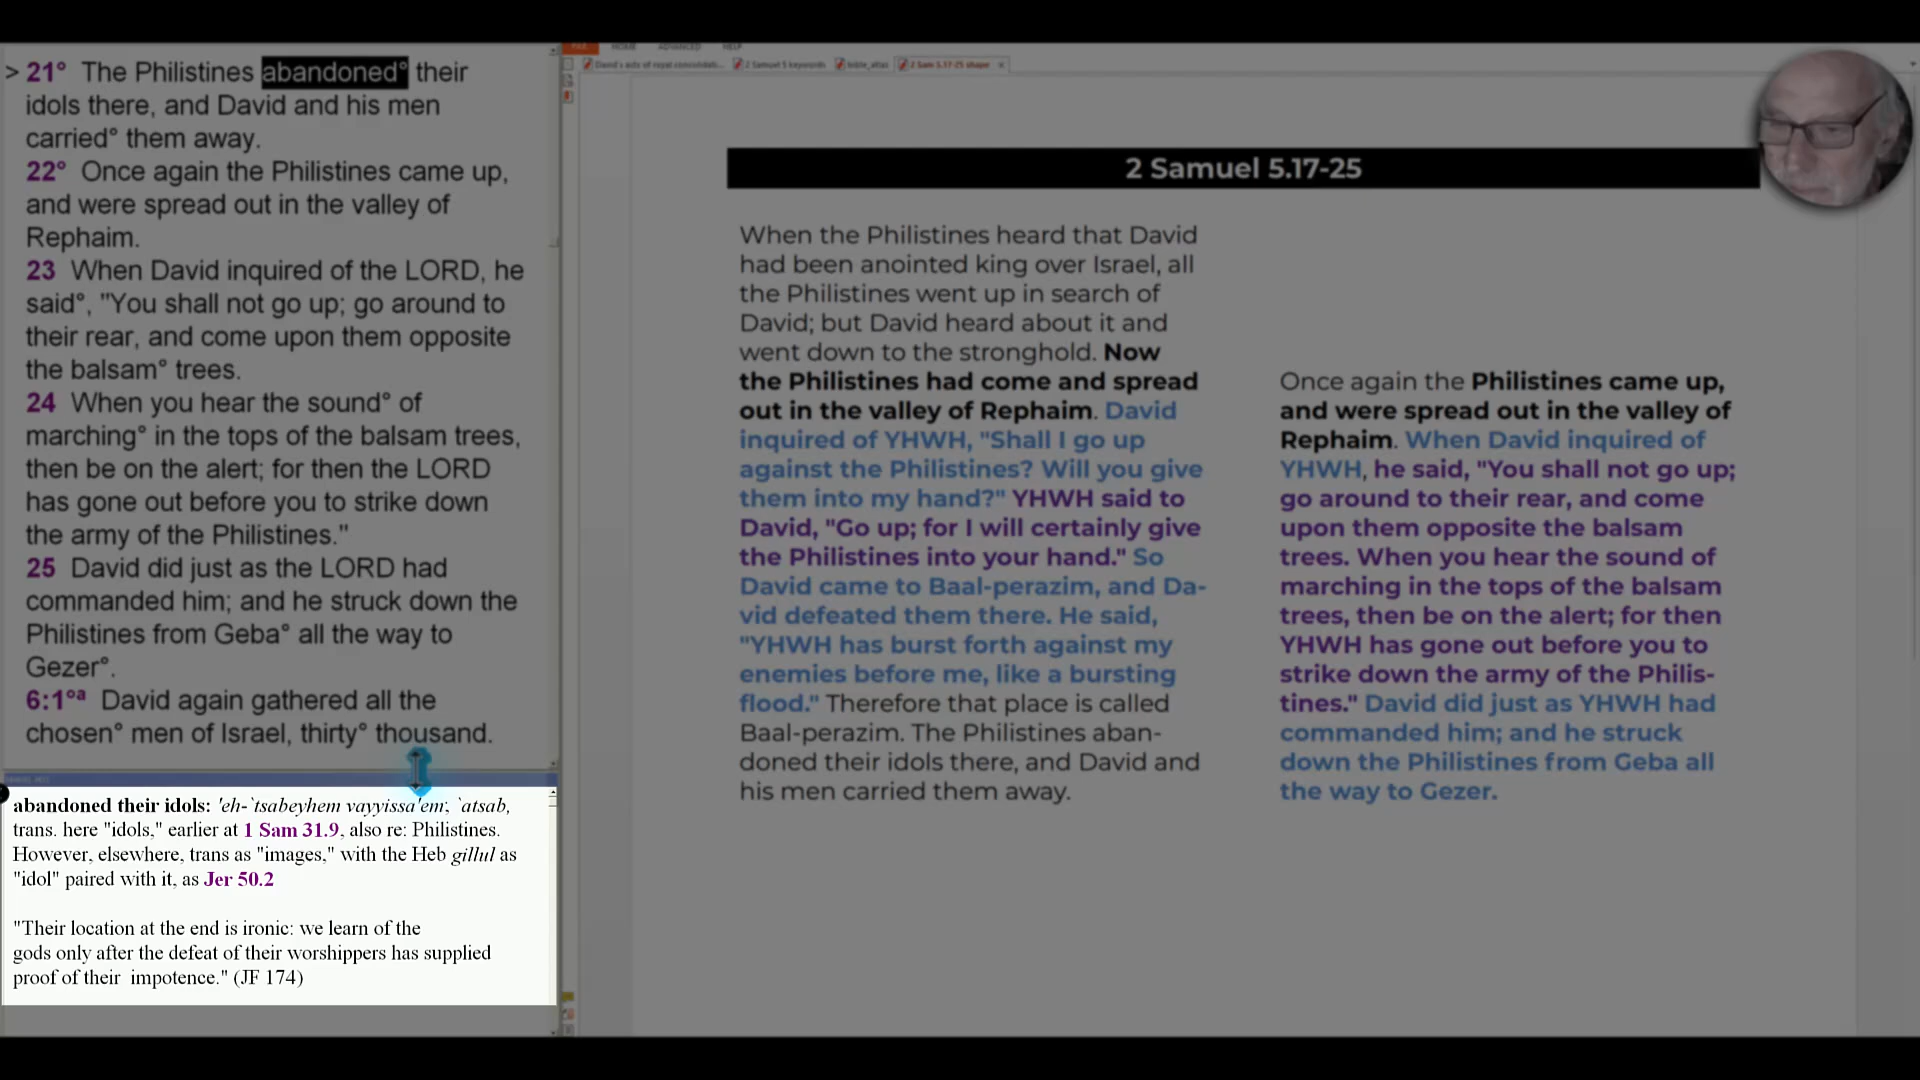 > 21° The Philistines abandoned° their
idols there, and David and his men
carried° them away.
22° Once again the Philistines came up,
and were spread out in the valley of
Rephaim.
23 When David inquired of the LORD, he
said°, "You shall not go up; go around to
their rear, and come upon them opposite
the balsam° trees.
24 When you hear the sound° of
marching° in the tops of the balsam trees,
then be on the alert; for then the LORD
has gone out before you to strike down
the army of the Philistines."
25 David did just as the LORD had
commanded him; and he struck down the
Philistines from Geba° all the way to
Gezer°.
6:1°ª David again gathered all the
chosen° men of Israel, thirty° thousand.
abandoned their idols: 'eh-`tsabeyhem vayyissa'em; `atsab,
trans. here "idols," earlier at 1 Sam 31.9, also re: Philistines.
However, elsewhere, trans as "images," with the Heb gillul as
"idol" paired with it, as Jer 50.2
"Their location at the end is ironic: we learn of the
gods only after the defeat of their worshippers has supplied
proof of their impotence." (JF 174)
FILE HOME ADVANCED HELP
David's acts of royal consolidati... 2 Samuel 5 keywords bible_atlas 2 Sam 5.17-25 shape
2 Samuel 5.17-25
When the Philistines heard that David
had been anointed king over Israel, all
the Philistines went up in search of
David; but David heard about it and
went down to the stronghold. Now
the Philistines had come and spread
out in the valley of Rephaim. David
inquired of YHWH, "Shall I go up
against the Philistines? Will you give
them into my hand?" YHWH said to
David, "Go up; for I will certainly give
the Philistines into your hand." So
David came to Baal-perazim, and Da-
vid defeated them there. He said,
"YHWH has burst forth against my
enemies before me, like a bursting
flood." Therefore that place is called
Baal-perazim. The Philistines aban-
doned their idols there, and David and
his men carried them away.
Once again the Philistines came up,
and were spread out in the valley of
Rephaim. When David inquired of
YHWH, he said, "You shall not go up;
go around to their rear, and come
upon them opposite the balsam
trees. When you hear the sound of
marching in the tops of the balsam
trees, then be on the alert; for then
YHWH has gone out before you to
strike down the army of the Philis-
tines." David did just as YHWH had
commanded him; and he struck
down the Philistines from Geba all
the way to Gezer.